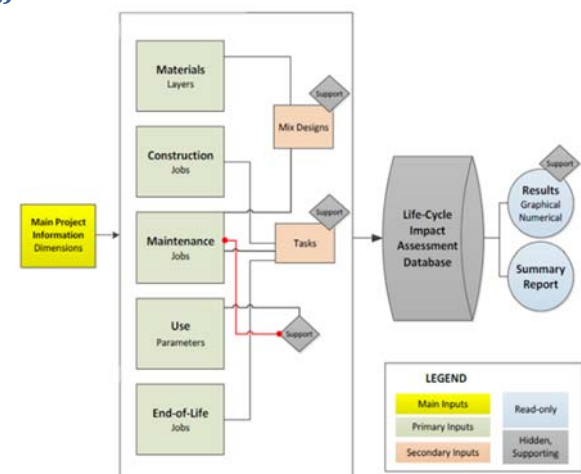 Materials
Layers
Support
Mix Designs
Construction
Jobs
Support
Tasks
Main Project
Information
Dimensions
Maintenance
Jobs
Use
Parameters
Support
End-of-Life
Jobs
Life-Cycle
Impact
Assessment
Database
Support
Results
Graphical
Numerical
Summary
Report
LEGEND
Main Inputs
Primary Inputs
Secondary Inputs
Read-only
Hidden,
Supporting